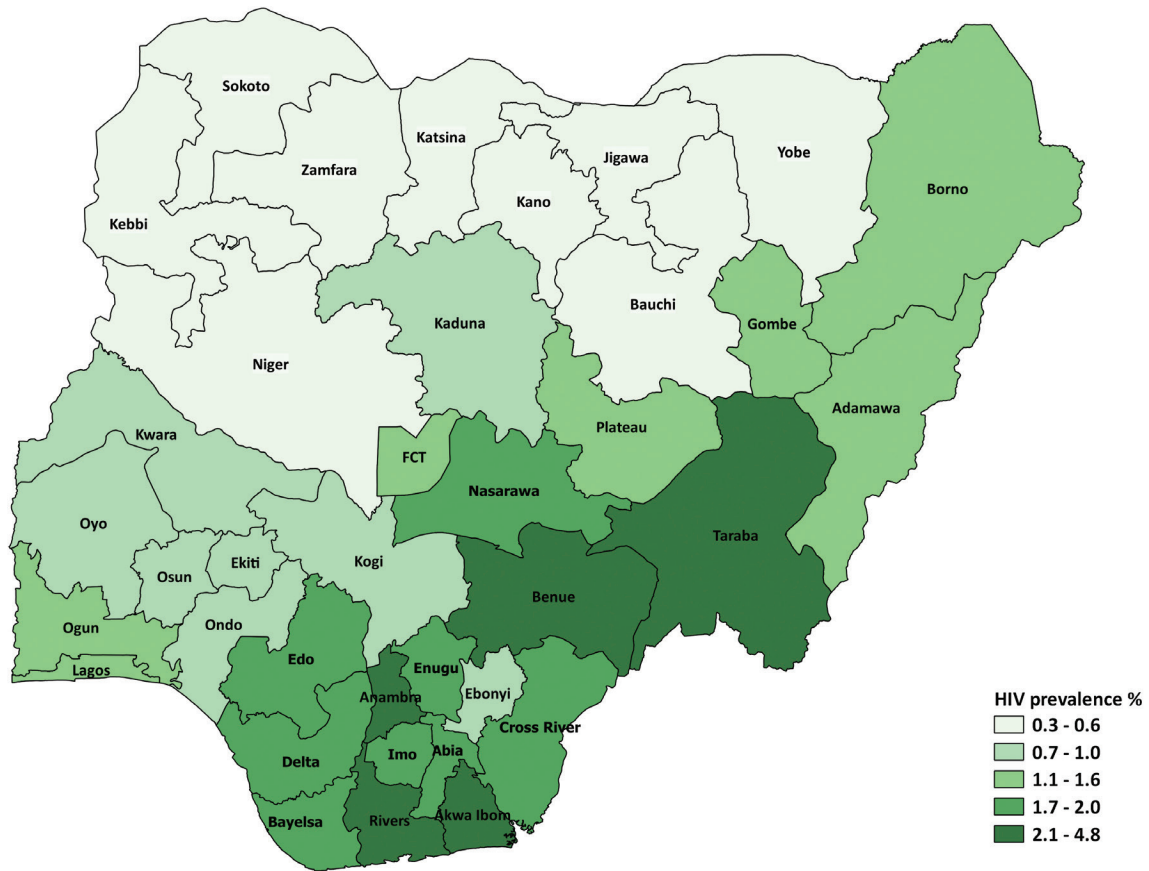 Sokoto
Katsina
Yobe
Jigawa
Zamfara
Borno
Kano
Kebbi
Bauchi
Kaduna
Gombe
Niger
Adamawa
Plateau
Kwara
FCT
Nasarawa
Oyo
Taraba
Kogi
Ekiti
Osun
Benue
Ondo
Ogun
Edo
Enugu
Lagos
Anambra
Ebonyi
Cross River
Imo
Abia
Delta
Bayelsa
Rivers
Akwa Ibom
HIV prevalence %
0.3 - 0.6
0.7 - 1.0
1.1 - 1.6
1.7 - 2.0
2.1 - 4.8